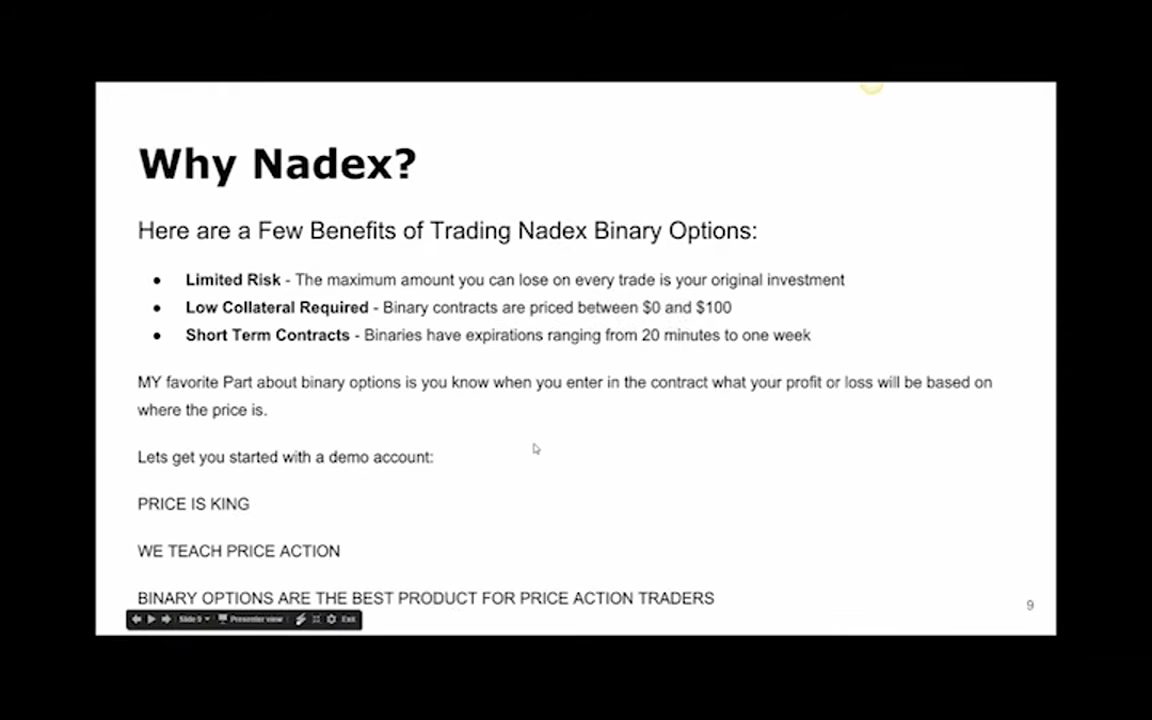 Why Nadex?
Here are a Few Benefits of Trading Nadex Binary Options:
● Limited Risk - The maximum amount you can lose on every trade is your original investment
● Low Collateral Required - Binary contracts are priced between $0 and $100
● Short Term Contracts - Binaries have expirations ranging from 20 minutes to one week
MY favorite Part about binary options is you know when you enter in the contract what your profit or loss will be based on
where the price is.
Lets get you started with a demo account:
PRICE IS KING
WE TEACH PRICE ACTION
BINARY OPTIONS ARE THE BEST PRODUCT FOR PRICE ACTION TRADERS
9
Slide 9 Presenter view Exit